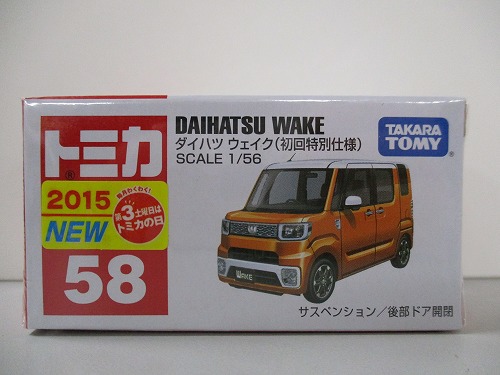 トミカ
®
2015
NEW
毎月わくわく!
第3土曜日は
トミカの日
58
DAIHATSU WAKE
ダイハツ ウェイク(初回特別仕様)
SCALE 1/56
TAKARA
TOMY
WAKE
サスペンション/後部ドア開閉